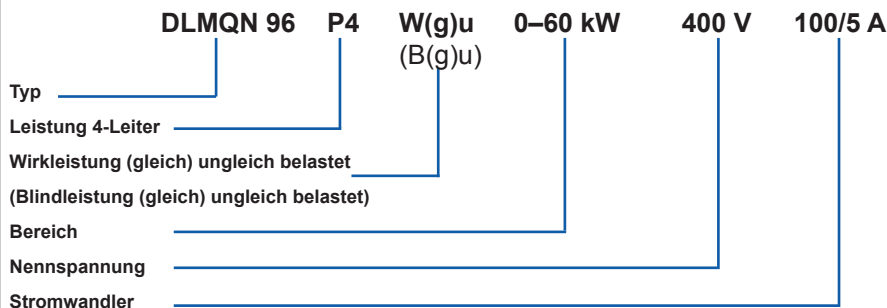 DLMQN 96 P4 W(g)u 0–60 kW 400 V 100/5 A
(B(g)u)
Typ
Leistung 4-Leiter
Wirkleistung (gleich) ungleich belastet
(Blindleistung (gleich) ungleich belastet)
Bereich
Nennspannung
Stromwandler